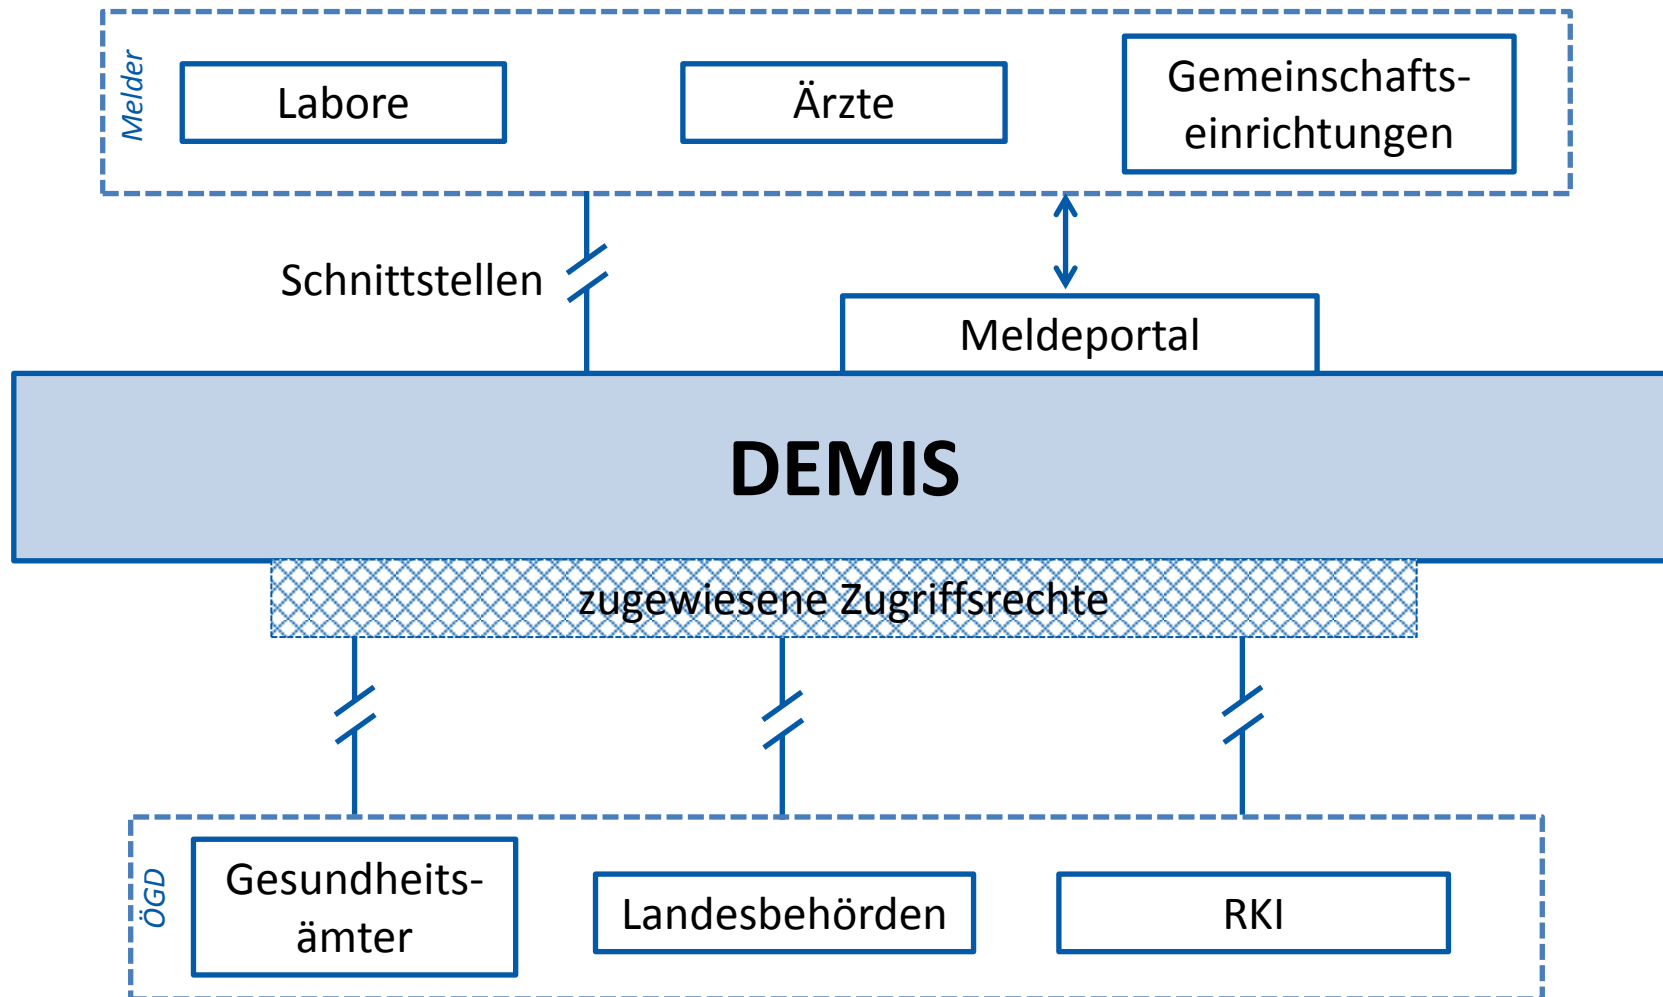 Melder
Labore
Ärzte
Gemeinschafts-
einrichtungen
Schnittstellen
Meldeportal
DEMIS
zugewiesene Zugriffsrechte
ÖGD
Gesundheits-
ämter
Landesbehörden
RKI